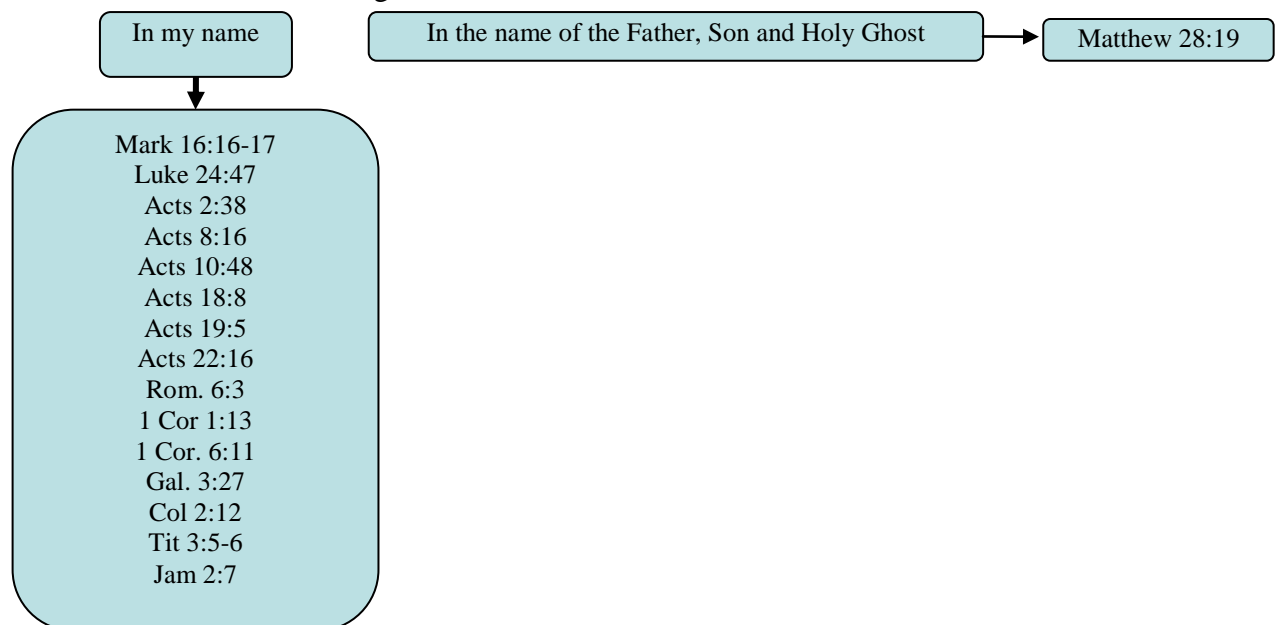 In my name
In the name of the Father, Son and Holy Ghost
Matthew 28:19
Mark 16:16-17
Luke 24:47
Acts 2:38
Acts 8:16
Acts 10:48
Acts 18:8
Acts 19:5
Acts 22:16
Rom. 6:3
1 Cor 1:13
1 Cor. 6:11
Gal. 3:27
Col 2:12
Tit 3:5-6
Jam 2:7